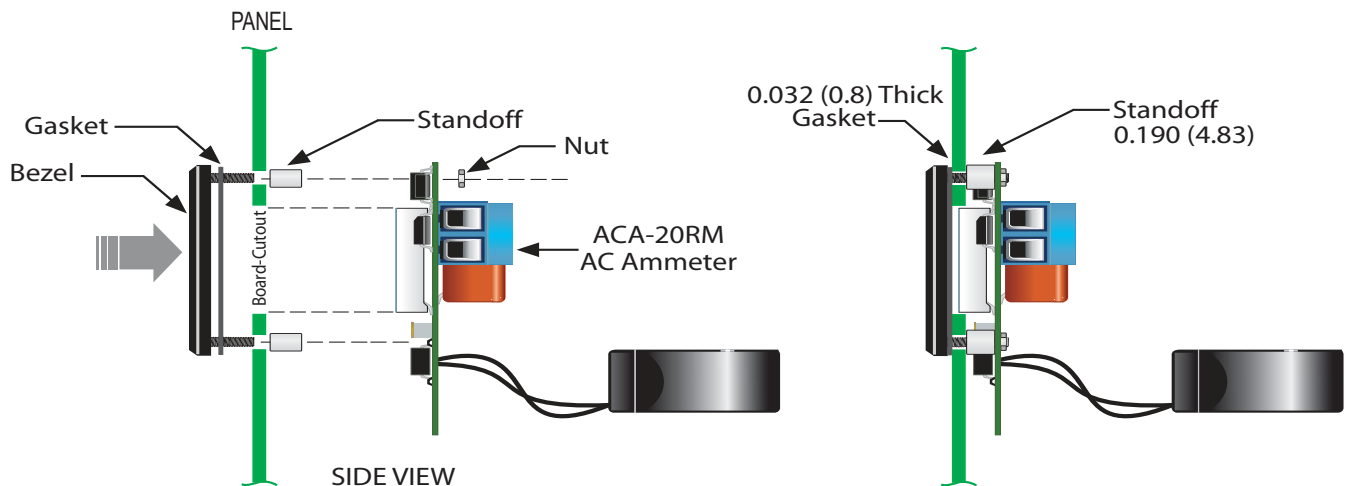 PANEL
Gasket
Standoff
Bezel
Nut
Board-Cutout
ACA-20RM
AC Ammeter
SIDE VIEW
0.032 (0.8) Thick
Gasket
Standoff
0.190 (4.83)